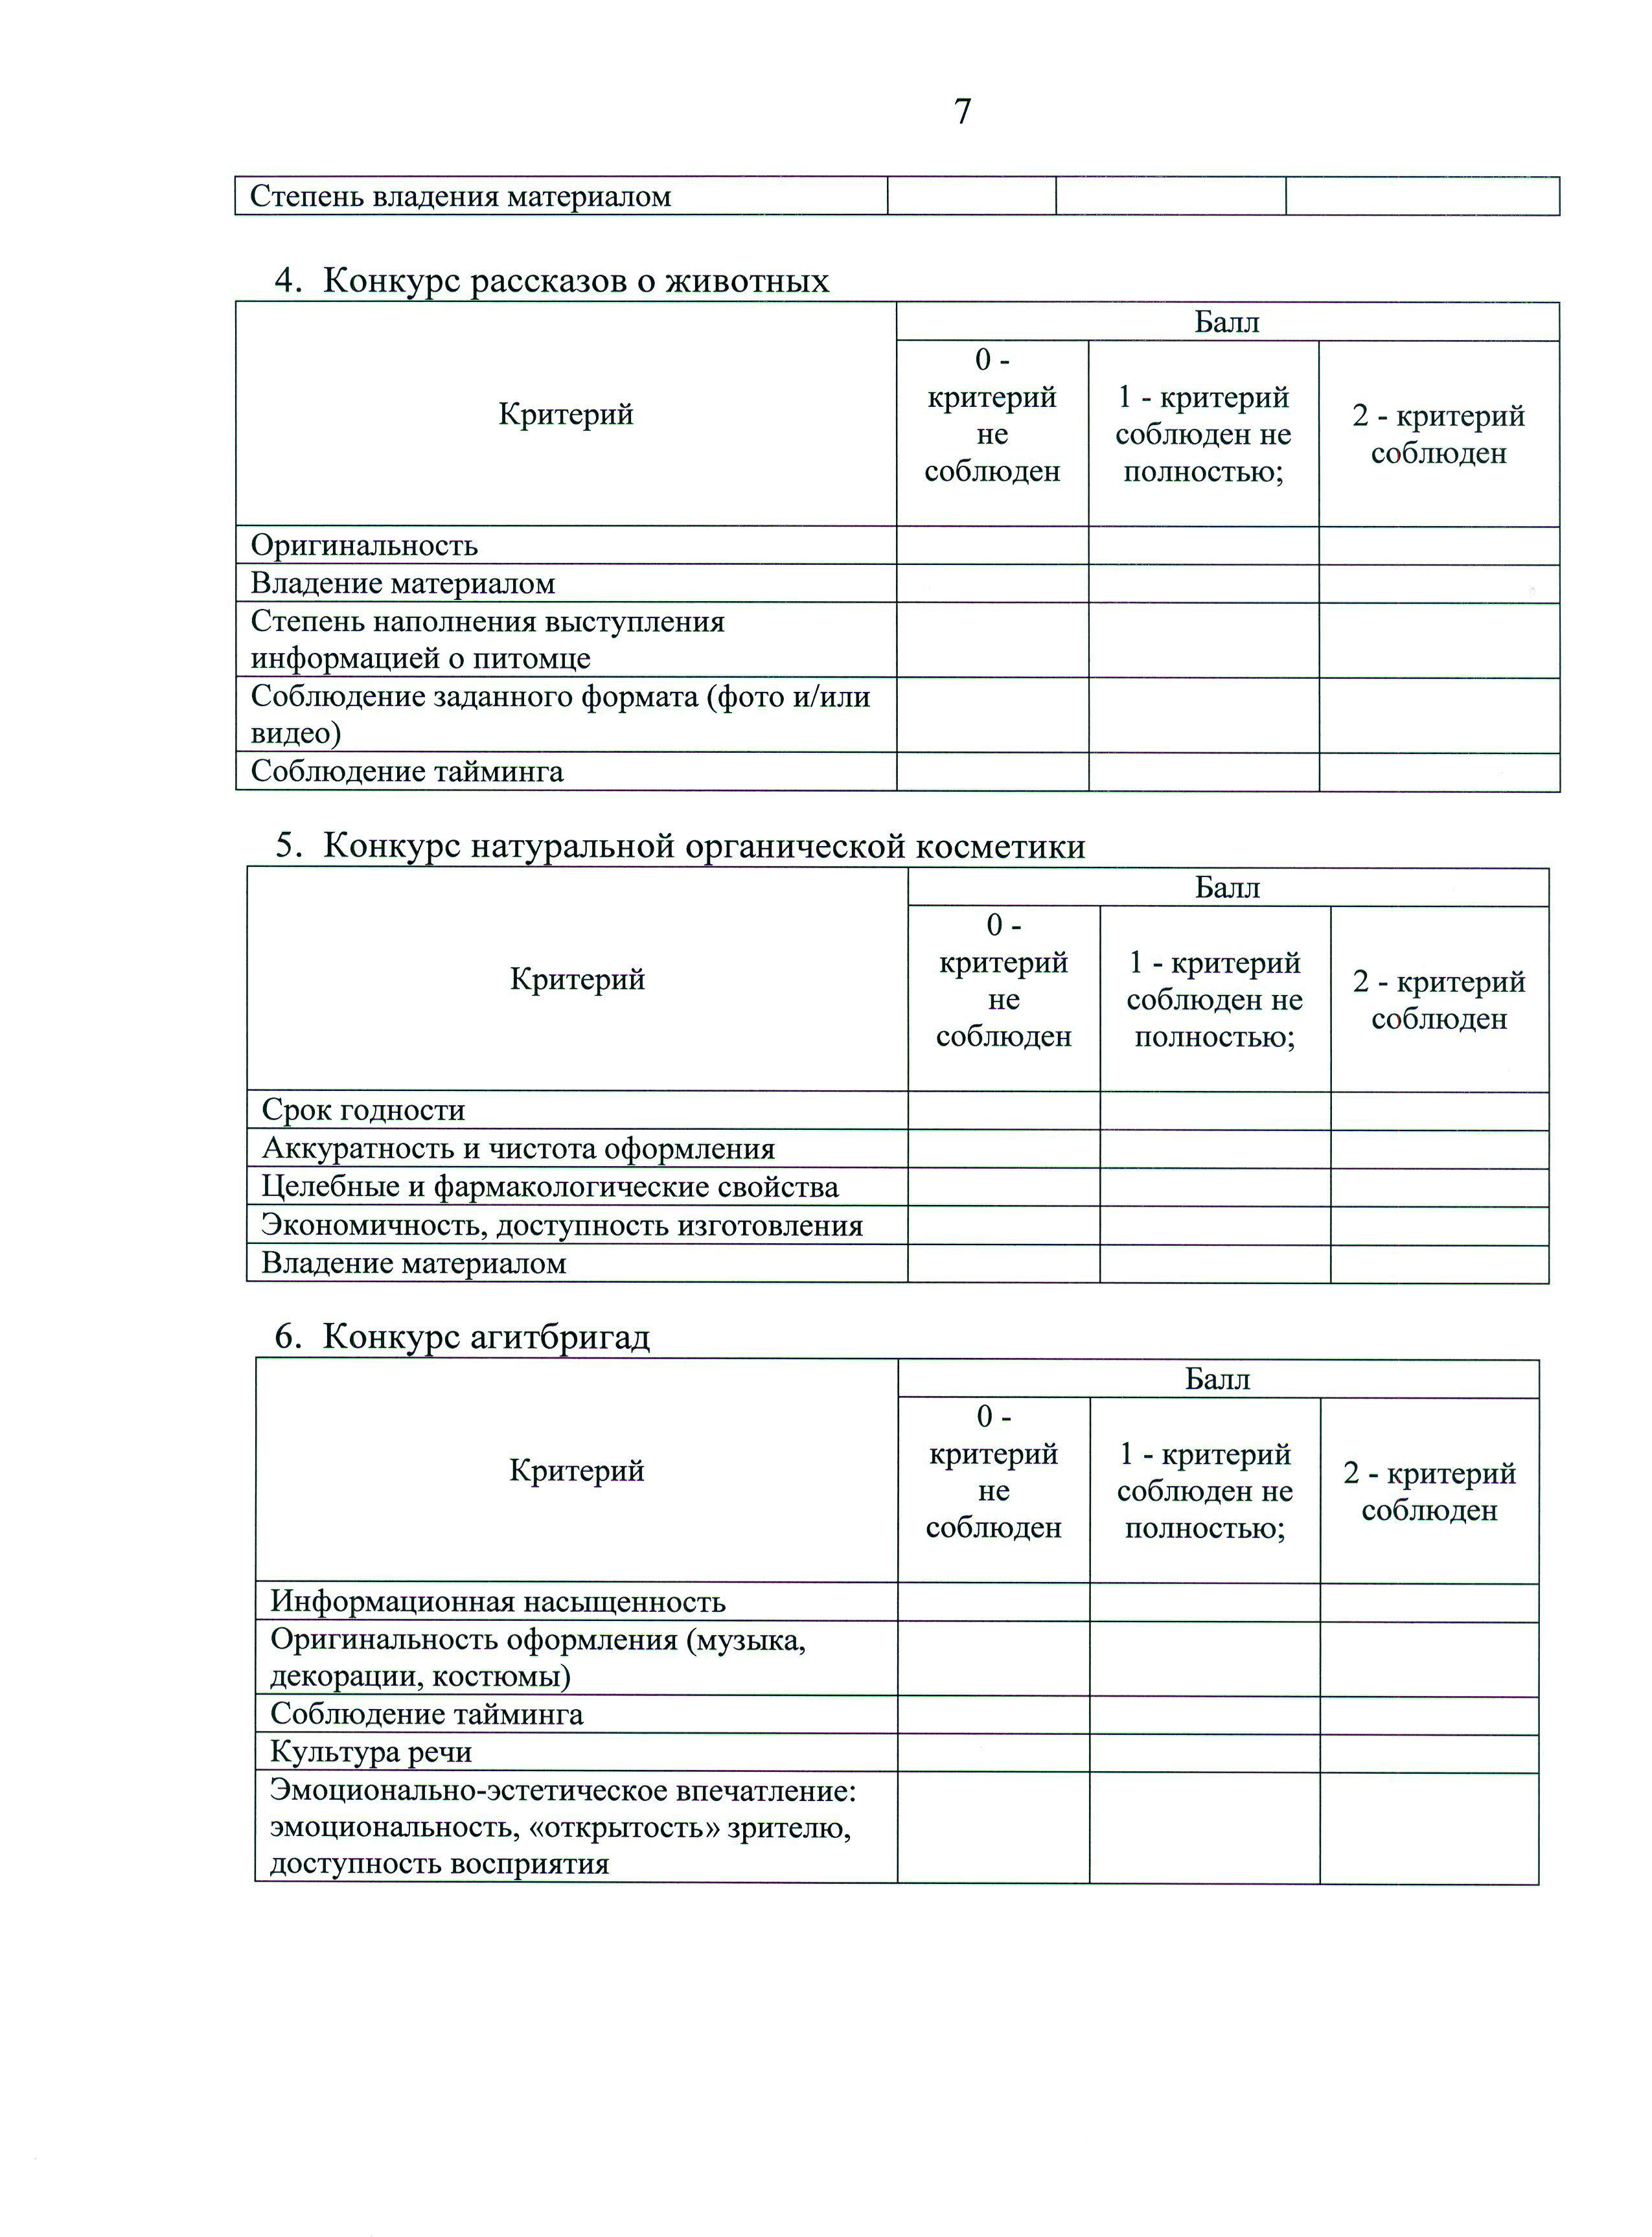 7
Степень владения материалом
4. Конкурс рассказов о животных
Критерий
Балл
0 -
критерий
не
соблюден
1 - критерий
соблюден не
полностью;
2 - критерий
соблюден
Оригинальность
Владение материалом
Степень наполнения выступления
информацией о питомце
Соблюдение заданного формата (фото и/или
видео)
Соблюдение тайминга
5. Конкурс натуральной органической косметики
Критерий
Балл
0 -
критерий
не
соблюден
1 - критерий
соблюден не
полностью;
2 - критерий
соблюден
Срок годности
Аккуратность и чистота оформления
Целебные и фармакологические свойства
Экономичность, доступность изготовления
Владение материалом
6. Конкурс агитбригад
Критерий
Балл
0 -
критерий
не
соблюден
1 - критерий
соблюден не
полностью;
2 - критерий
соблюден
Информационная насыщенность
Оригинальность оформления (музыка,
декорации, костюмы)
Соблюдение тайминга
Культура речи
Эмоционально-эстетическое впечатление:
эмоциональность, «открытость» зрителю,
доступность восприятия